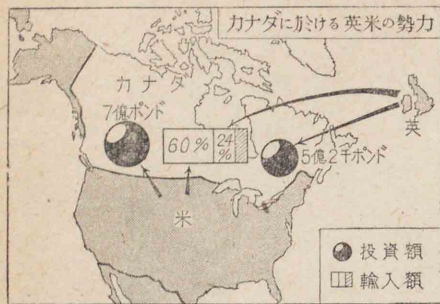 カナダに於ける英米の勢力
カナダ
7億ポンド
60%
24%
5億2千ポンド
英
米
投資額
輸入額